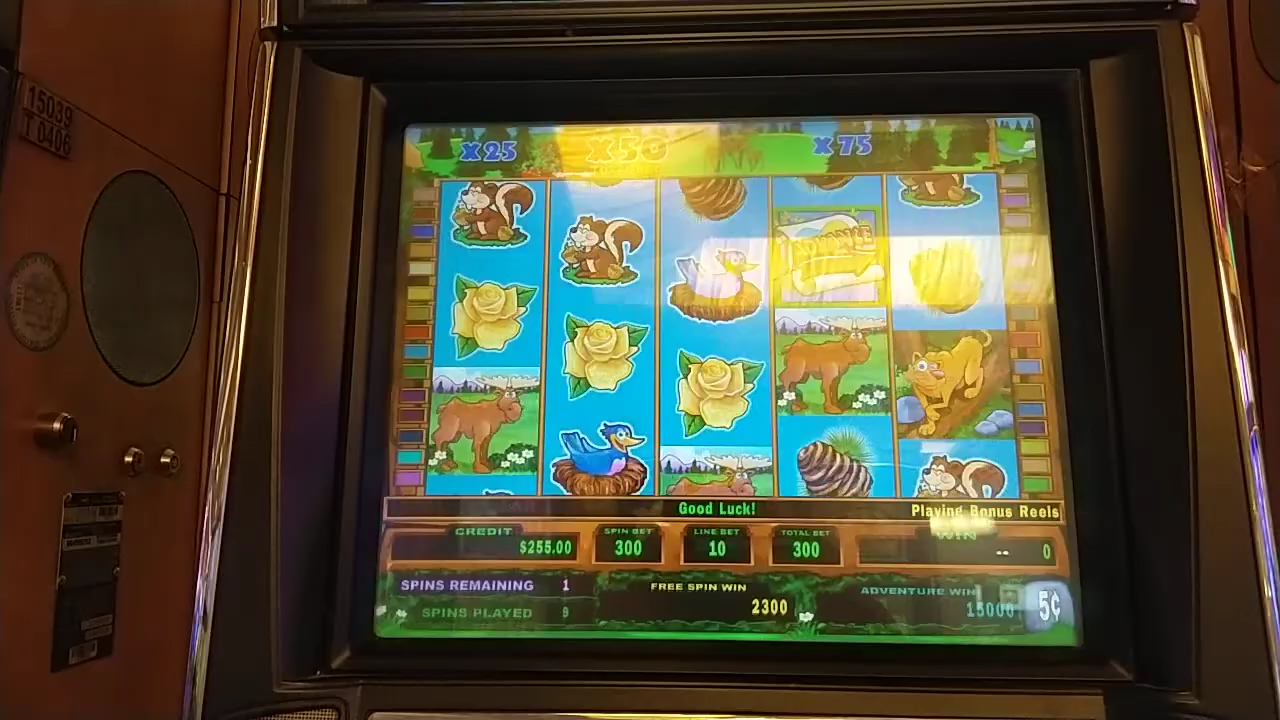 15039
T 0406
X25 X50 X75
ADVANCE
Good Luck!
Playing Bonus Reels
CREDIT
$255.00
SPIN BET
300
LINE BET
10
TOTAL BET
300
WIN
-- 0
SPINS REMAINING 1
SPINS PLAYED 9
FREE SPIN WIN
2300
ADVENTURE WIN
15000
5¢